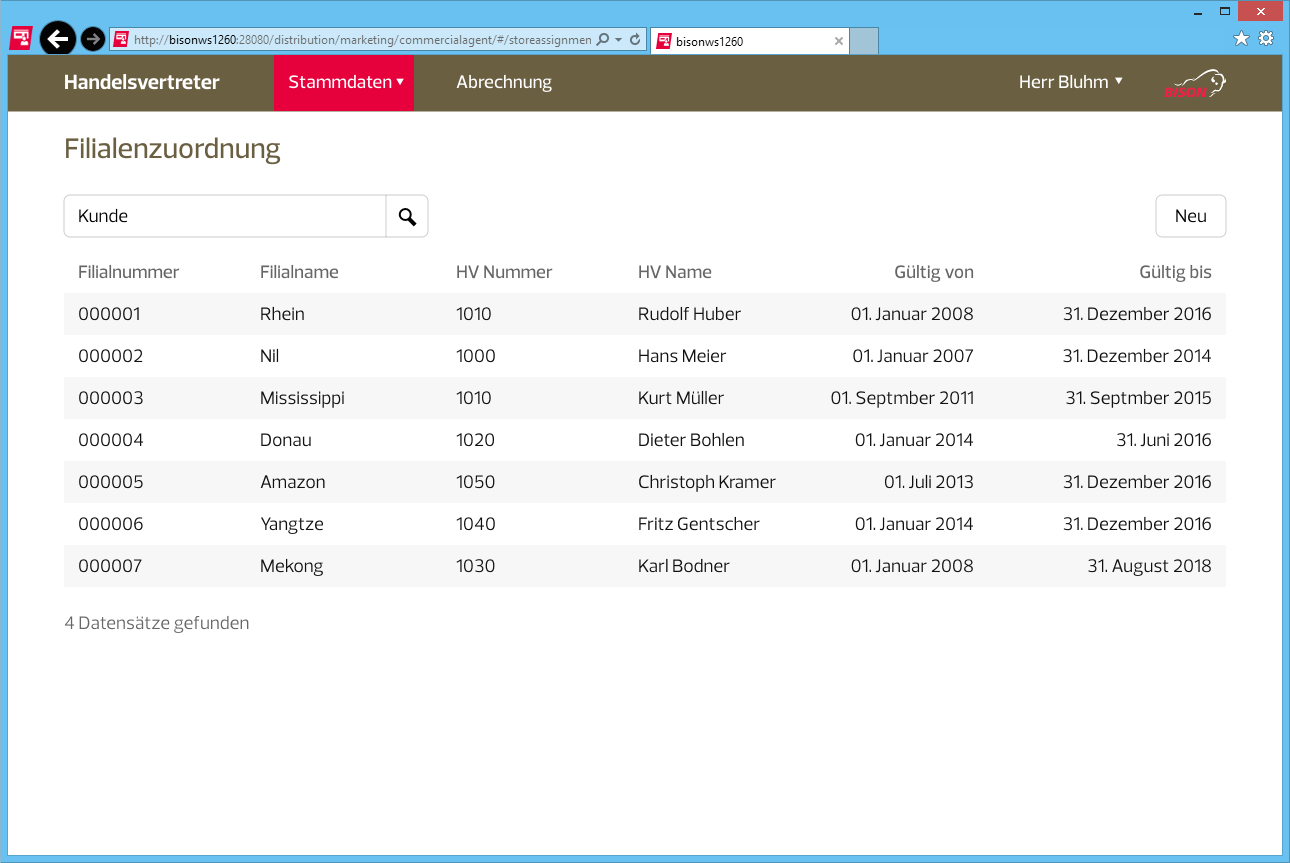 http://bisonws1260:28080/distribution/marketing/commercialagent/#/storeassignmen
bisonws1260
Handelsvertreter Stammdaten Abrechnung Herr Bluhm BISON
Filialenzuordnung
Kunde Neu
Filialnummer Filialname HV Nummer HV Name Gültig von Gültig bis
000001 Rhein 1010 Rudolf Huber 01. Januar 2008 31. Dezember 2016
000002 Nil 1000 Hans Meier 01. Januar 2007 31. Dezember 2014
000003 Mississippi 1010 Kurt Müller 01. Septmber 2011 31. Septmber 2015
000004 Donau 1020 Dieter Bohlen 01. Januar 2014 31. Juni 2016
000005 Amazon 1050 Christoph Kramer 01. Juli 2013 31. Dezember 2016
000006 Yangtze 1040 Fritz Gentscher 01. Januar 2014 31. Dezember 2016
000007 Mekong 1030 Karl Bodner 01. Januar 2008 31. August 2018
4 Datensätze gefunden